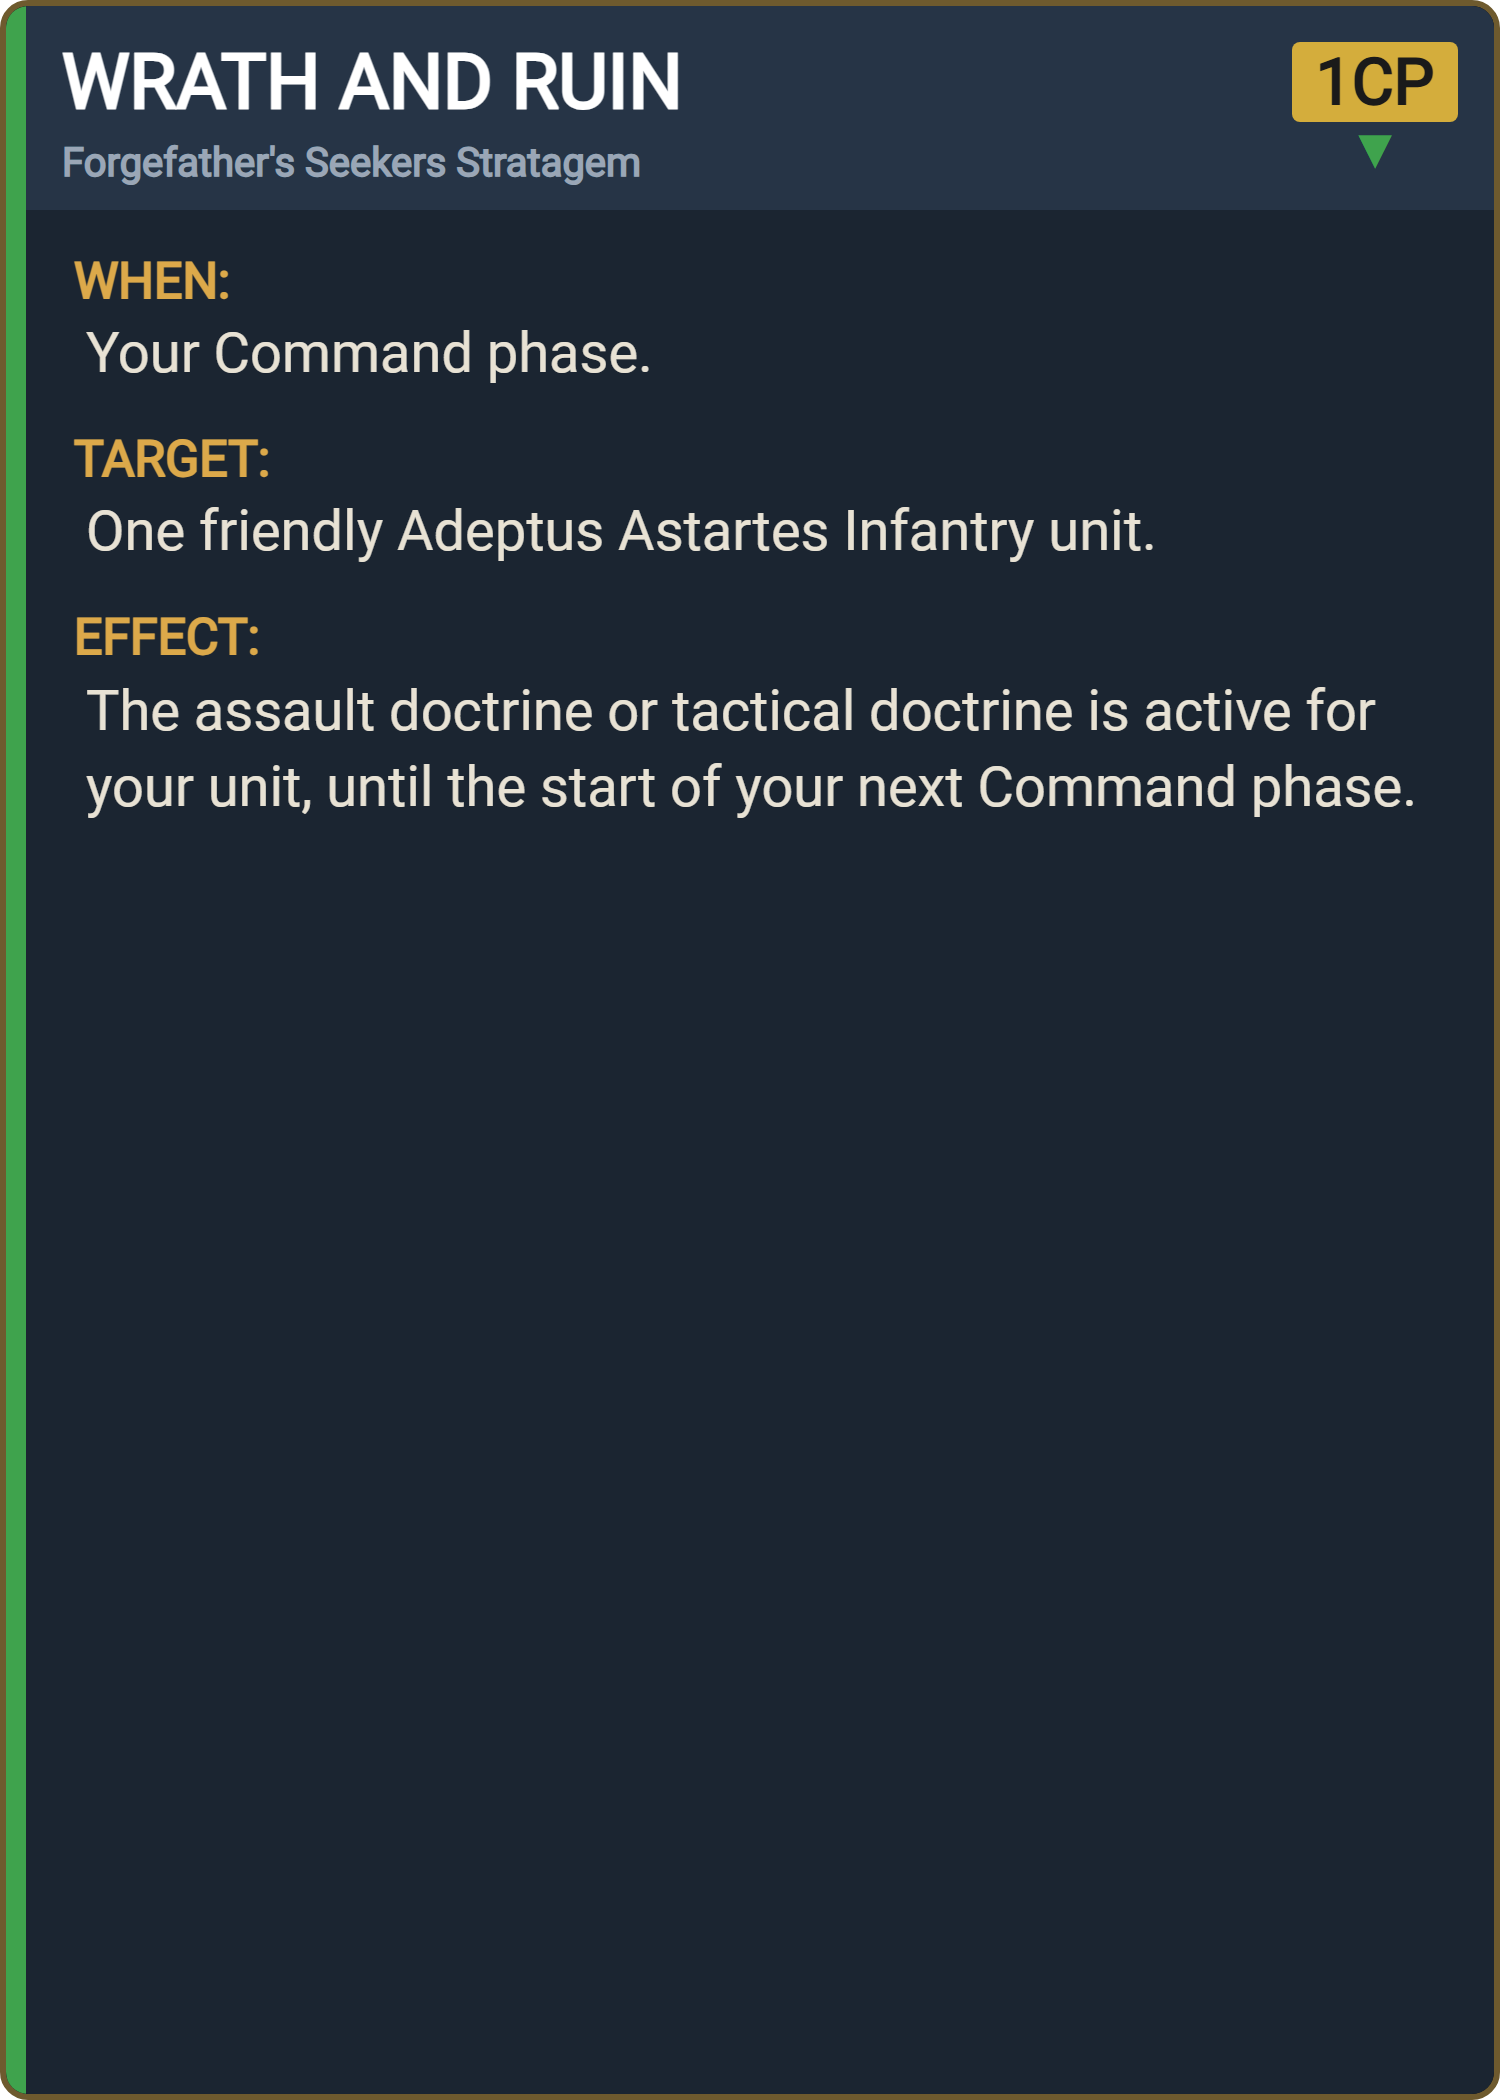 WRATH AND RUIN
1CP
Forgefather's Seekers Stratagem
WHEN:
Your Command phase.
TARGET:
One friendly Adeptus Astartes Infantry unit.
EFFECT:
The assault doctrine or tactical doctrine is active for
your unit, until the start of your next Command phase.